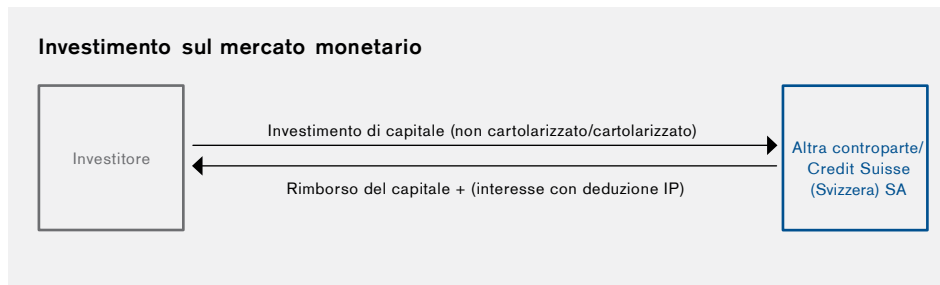 Investimento sul mercato monetario
Investimento di capitale (non cartolarizzato/cartolarizzato)
Investitore
Altra controparte/
Credit Suisse
(Svizzera) SA
Rimborso del capitale + (interesse con deduzione IP)